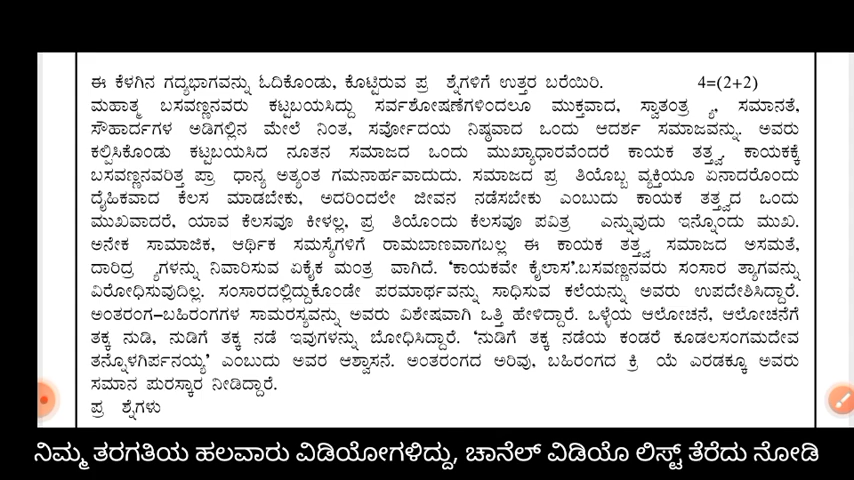 ಈ ಕೆಳಗಿನ ಗದ್ಯಭಾಗವನ್ನು ಓದಿಕೊಂಡು, ಕೊಟ್ಟಿರುವ ಪ್ರಶ್ನೆಗಳಿಗೆ ಉತ್ತರ ಬರೆಯಿರಿ. 4=(2+2)
ಮಹಾತ್ಮ ಬಸವಣ್ಣನವರು ಕಟ್ಟಬಯಸಿದ್ದು ಸರ್ವಶೋಷಣೆಗಳಿಂದಲೂ ಮುಕ್ತವಾದ, ಸ್ವಾತಂತ್ರ್ಯ, ಸಮಾನತೆ,
ಸೌಹಾರ್ದಗಳ ಅಡಿಗಲ್ಲಿನ ಮೇಲೆ ನಿಂತ, ಸರ್ವೋದಯ ನಿಷ್ಠವಾದ ಒಂದು ಆದರ್ಶ ಸಮಾಜವನ್ನು. ಅವರು
ಕಲ್ಪಿಸಿಕೊಂಡು ಕಟ್ಟಬಯಸಿದ ನೂತನ ಸಮಾಜದ ಒಂದು ಮುಖ್ಯಾಧಾರವೆಂದರೆ ಕಾಯಕ ತತ್ತ್ವ. ಕಾಯಕಕ್ಕೆ
ಬಸವಣ್ಣನವರಿತ್ತ ಪ್ರಾಧಾನ್ಯ ಅತ್ಯಂತ ಗಮನಾರ್ಹವಾದುದು. ಸಮಾಜದ ಪ್ರತಿಯೊಬ್ಬ ವ್ಯಕ್ತಿಯೂ ಏನಾದರೊಂದು
ದೈಹಿಕವಾದ ಕೆಲಸ ಮಾಡಬೇಕು, ಅದರಿಂದಲೇ ಜೀವನ ನಡೆಸಬೇಕು ಎಂಬುದು ಕಾಯಕ ತತ್ತ್ವದ ಒಂದು
ಮುಖವಾದರೆ, ಯಾವ ಕೆಲಸವೂ ಕೀಳಲ್ಲ, ಪ್ರತಿಯೊಂದು ಕೆಲಸವೂ ಪವಿತ್ರ ಎನ್ನುವುದು ಇನ್ನೊಂದು ಮುಖ.
ಅನೇಕ ಸಾಮಾಜಿಕ, ಆರ್ಥಿಕ ಸಮಸ್ಯೆಗಳಿಗೆ ರಾಮಬಾಣವಾಗಬಲ್ಲ ಈ ಕಾಯಕ ತತ್ತ್ವ ಸಮಾಜದ ಅಸಮತೆ,
ದಾರಿದ್ರ್ಯಗಳನ್ನು ನಿವಾರಿಸುವ ಏಕೈಕ ಮಂತ್ರವಾಗಿದೆ. ‘ಕಾಯಕವೇ ಕೈಲಾಸ’.ಬಸವಣ್ಣನವರು ಸಂಸಾರ ತ್ಯಾಗವನ್ನು
ವಿರೋಧಿಸುವುದಿಲ್ಲ. ಸಂಸಾರದಲ್ಲಿದ್ದುಕೊಂಡೇ ಪರಮಾರ್ಥವನ್ನು ಸಾಧಿಸುವ ಕಲೆಯನ್ನು ಅವರು ಉಪದೇಶಿಸಿದ್ದಾರೆ.
ಅಂತರಂಗ-ಬಹಿರಂಗಗಳ ಸಾಮರಸ್ಯವನ್ನು ಅವರು ವಿಶೇಷವಾಗಿ ಒತ್ತಿ ಹೇಳಿದ್ದಾರೆ. ಒಳ್ಳೆಯ ಆಲೋಚನೆ, ಆಲೋಚನೆಗೆ
ತಕ್ಕ ನುಡಿ, ನುಡಿಗೆ ತಕ್ಕ ನಡೆ ಇವುಗಳನ್ನು ಬೋಧಿಸಿದ್ದಾರೆ. ‘ನುಡಿಗೆ ತಕ್ಕ ನಡೆಯ ಕಂಡರೆ ಕೂಡಲಸಂಗಮದೇವ
ತನ್ನೊಳಗಿರ್ಪನಯ್ಯ’ ಎಂಬುದು ಅವರ ಆಶ್ವಾಸನೆ. ಅಂತರಂಗದ ಅರಿವು, ಬಹಿರಂಗದ ಕ್ರಿಯೆ ಎರಡಕ್ಕೂ ಅವರು
ಸಮಾನ ಪುರಸ್ಕಾರ ನೀಡಿದ್ದಾರೆ.
ಪ್ರಶ್ನೆಗಳು
ನಿಮ್ಮ ತರಗತಿಯ ಹಲವಾರು ವಿಡಿಯೋಗಳಿದ್ದು, ಚಾನೆಲ್ ವಿಡಿಯೊ ಲಿಸ್ಟ್ ತೆರೆದು ನೋಡಿ